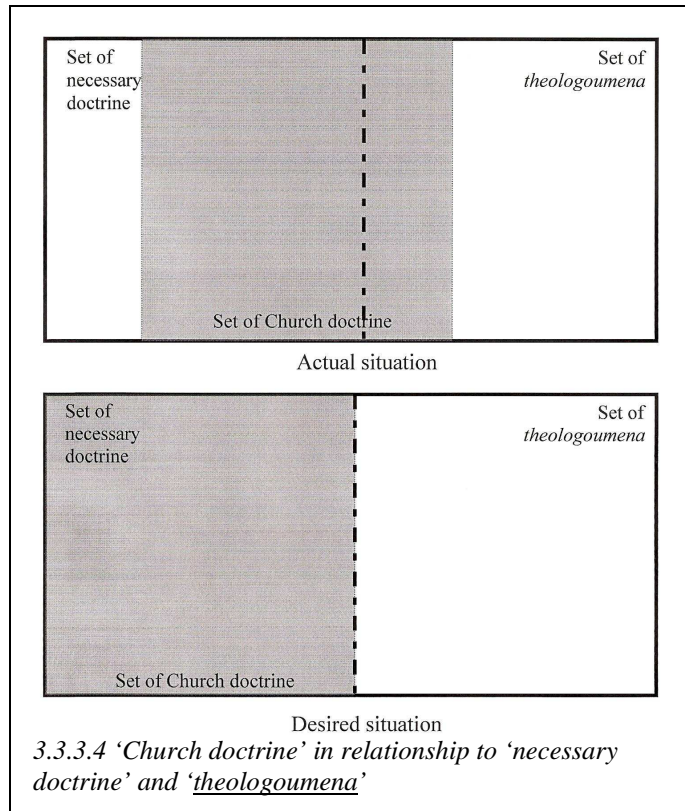 Set of
necessary
doctrine
Set of
theologoumena
Set of Church doctrine
Actual situation
Set of
necessary
doctrine
Set of
theologoumena
Set of Church doctrine
Desired situation
3.3.3.4 ‘Church doctrine’ in relationship to ‘necessary
doctrine’ and ‘theologoumena’